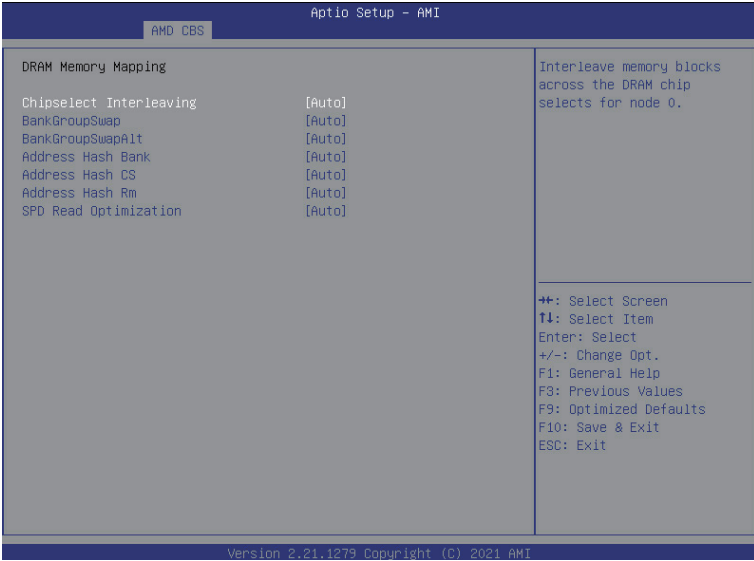 Aptio Setup – AMI
AMD CBS
DRAM Memory Mapping
Chipselect Interleaving [Auto]
BankGroupSwap [Auto]
BankGroupSwapAlt [Auto]
Address Hash Bank [Auto]
Address Hash CS [Auto]
Address Hash Rm [Auto]
SPD Read Optimization [Auto]
Interleave memory blocks
across the DRAM chip
selects for node 0.
→←: Select Screen
↑↓: Select Item
Enter: Select
+/-: Change Opt.
F1: General Help
F3: Previous Values
F9: Optimized Defaults
F10: Save & Exit
ESC: Exit
Version 2.21.1279 Copyright (C) 2021 AMI